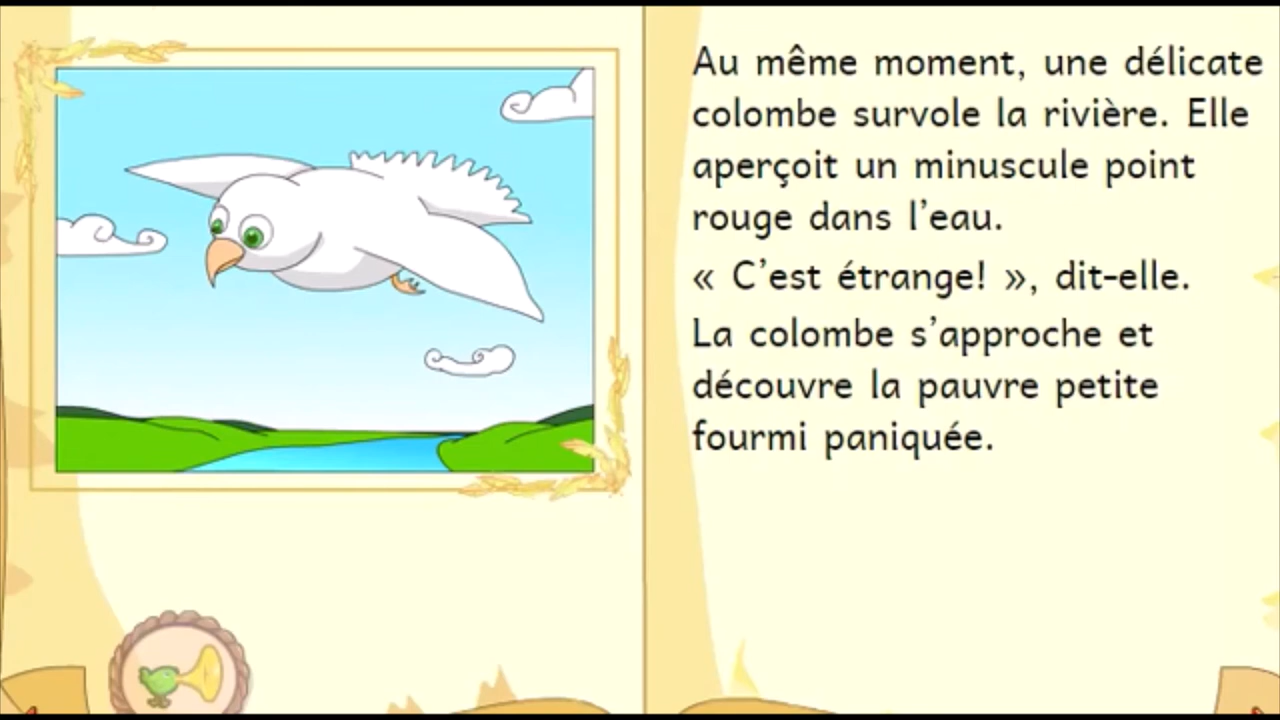 Au même moment, une délicate
colombe survole la rivière. Elle
aperçoit un minuscule point
rouge dans l'eau.
« C'est étrange! », dit-elle.
La colombe s'approche et
découvre la pauvre petite
fourmi paniquée.